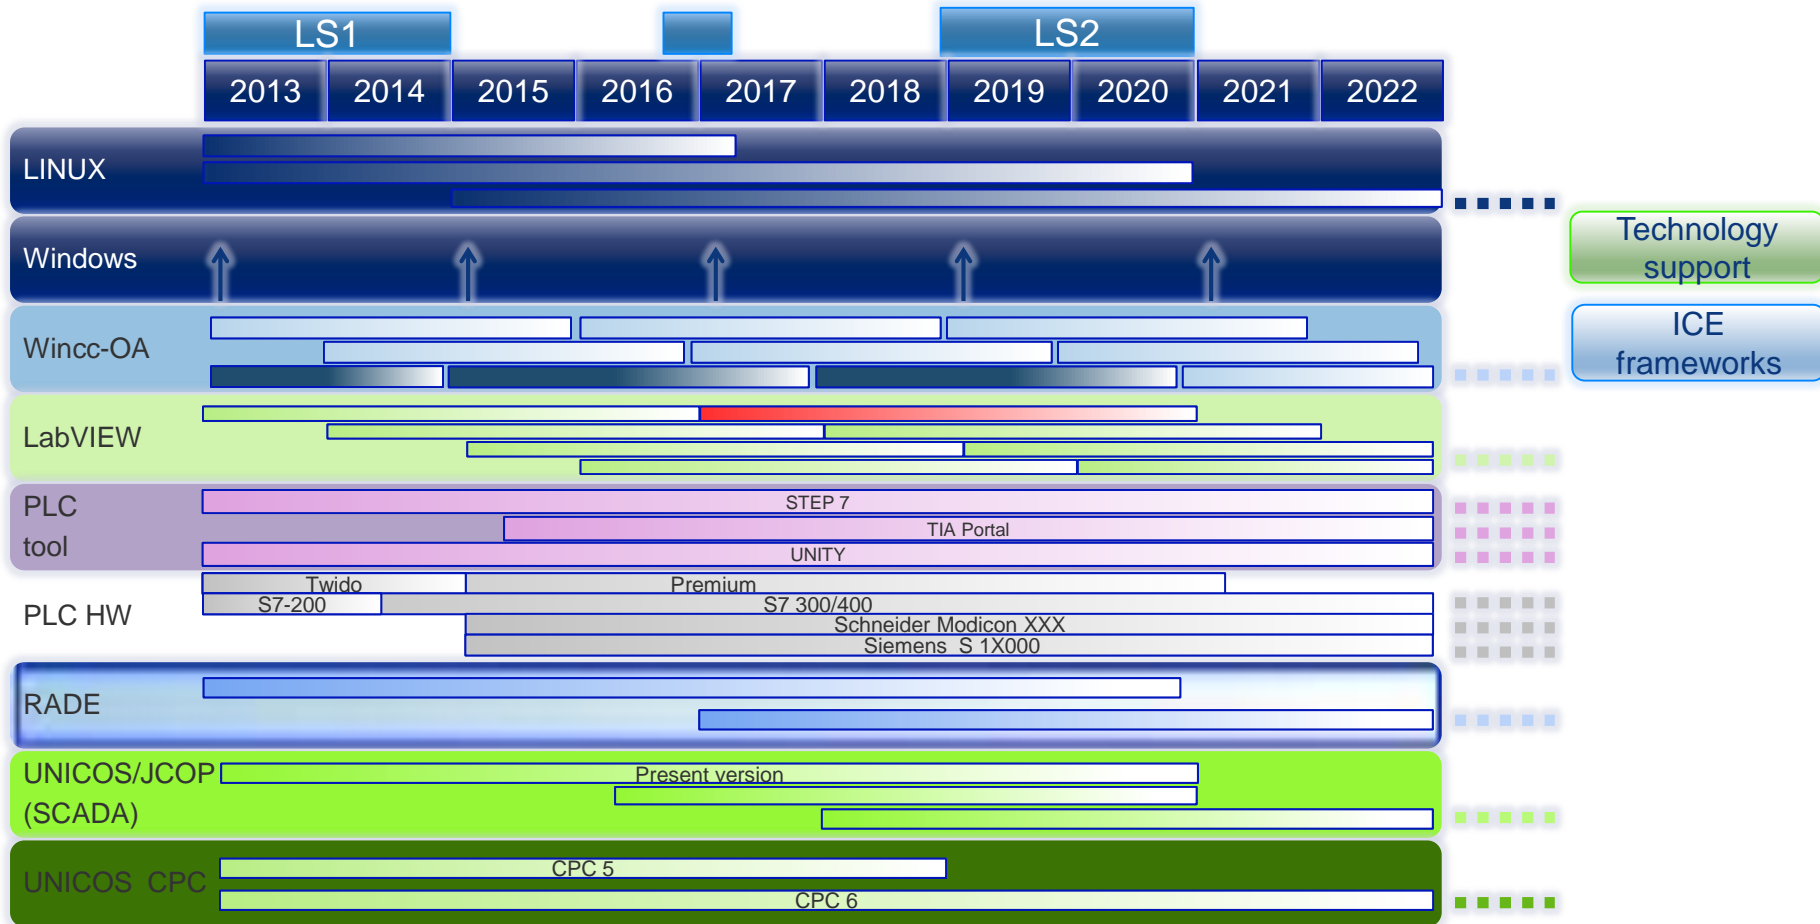 LS1
LS2
2013 2014 2015 2016 2017 2018 2019 2020 2021 2022
LINUX
Windows
Technology
support
ICE
frameworks
Wincc-OA
LabVIEW
PLC
tool
STEP 7
TIA Portal
UNITY
PLC HW
Twido Premium
S7-200 S7 300/400
Schneider Modicon XXX
Siemens S 1X000
RADE
UNICOS/JCOP
(SCADA)
Present version
UNICOS CPC
CPC 5
CPC 6